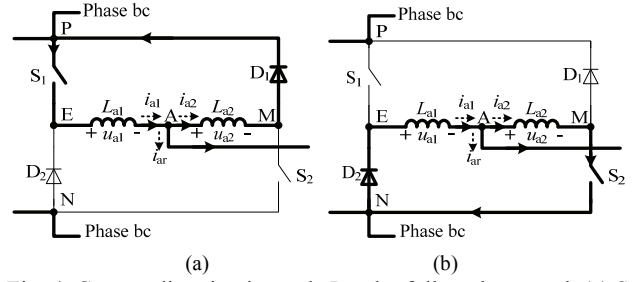 Phase bc
Phase bc
P
P
S1
D1
S1
D1
La1
ia1
ia2
La2
La1
ia1
ia2
La2
E
A
M
E
A
M
+ ua1 -
+ ua2 -
+ ua1 -
+ ua2 -
iar
iar
D2
S2
D2
S2
N
N
Phase bc
Phase bc
(a)
(b)